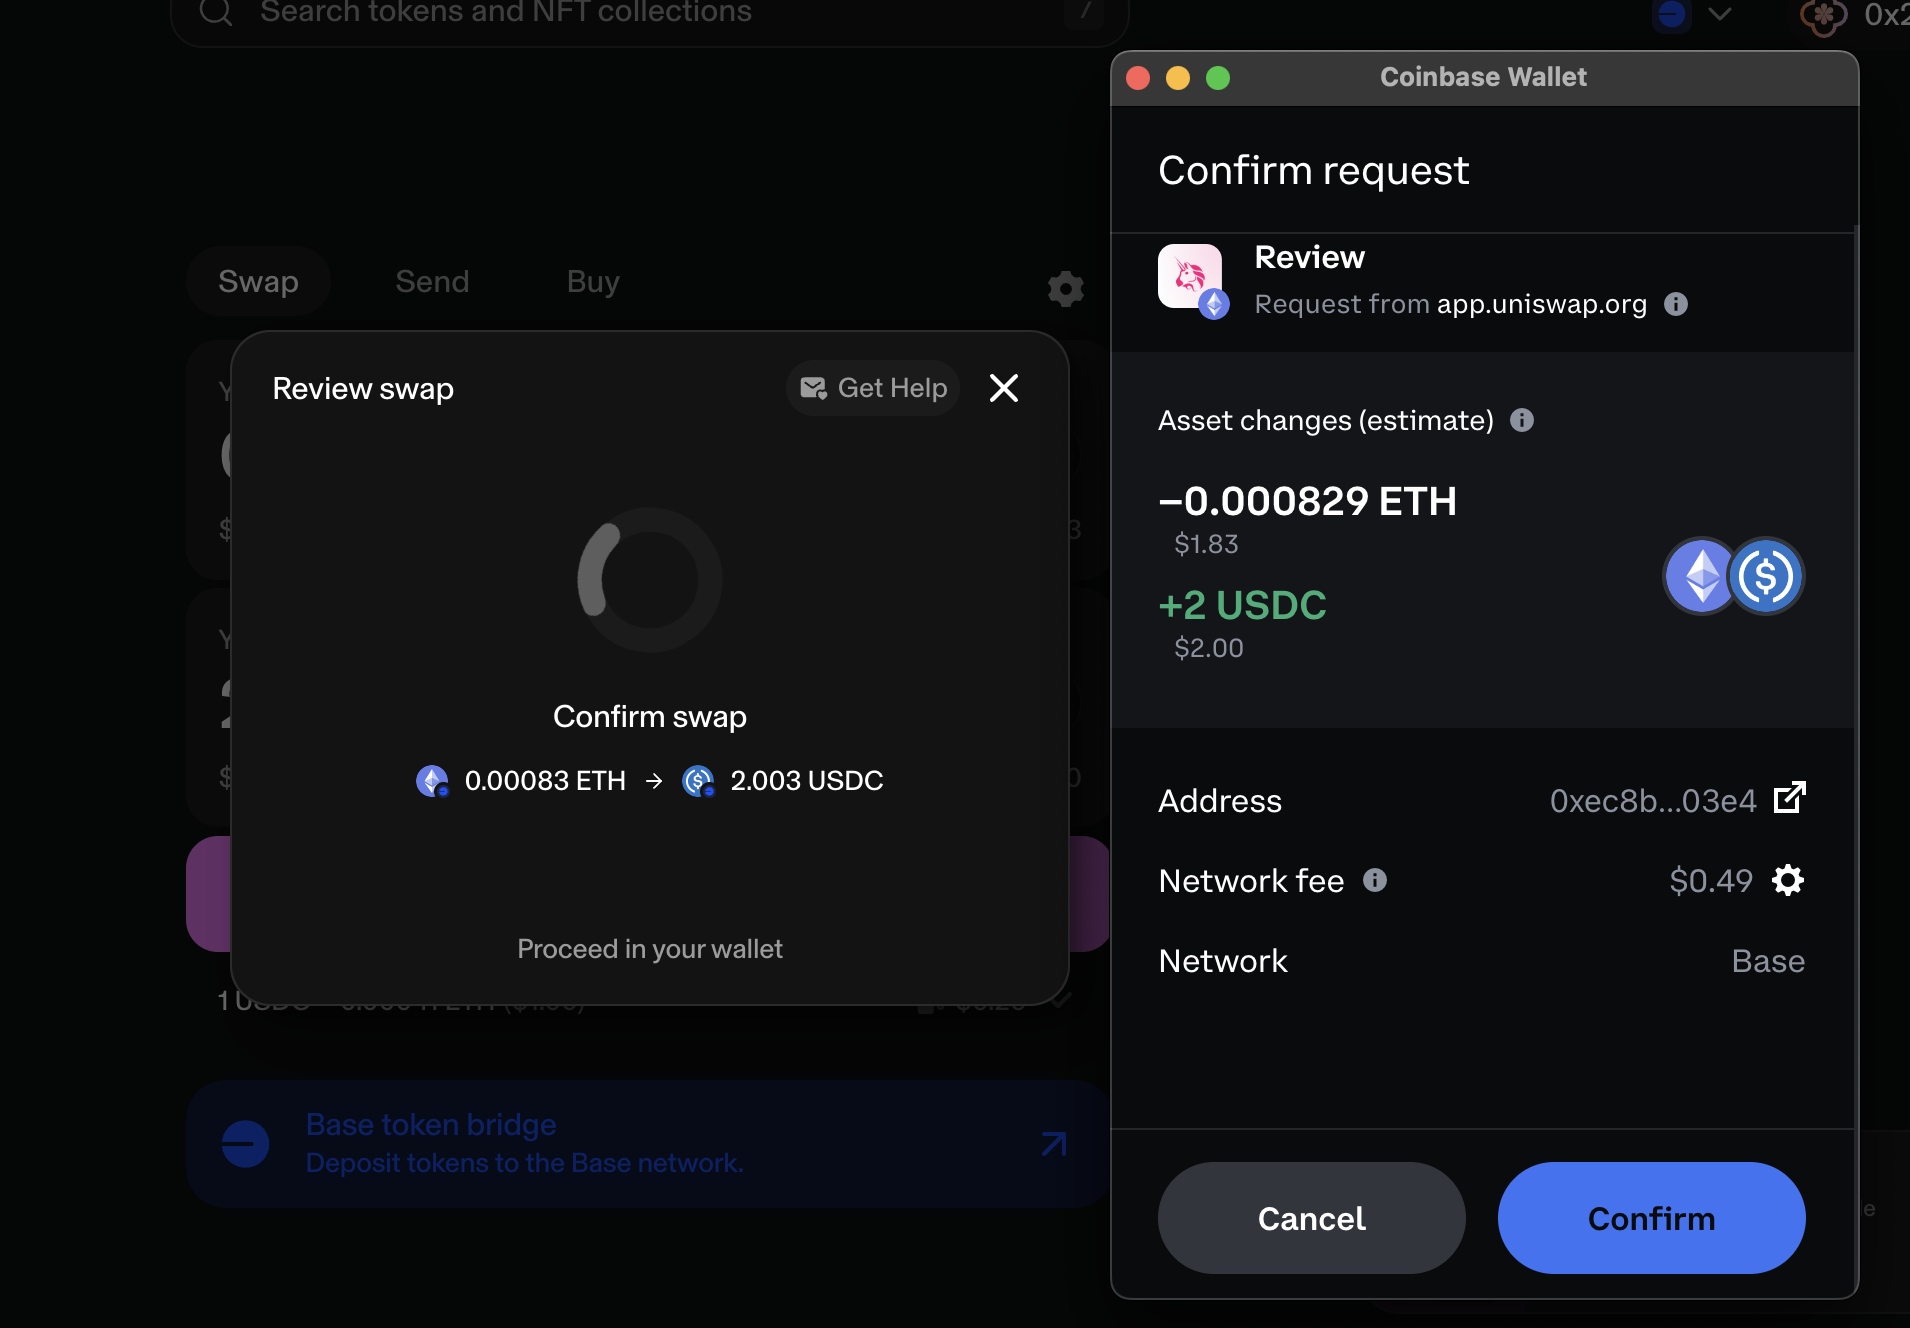 Search tokens and NFT collections
/
Swap
Send
Buy
Review swap
Get Help
Confirm swap
0.00083 ETH → 2.003 USDC
Proceed in your wallet
1 USDC
Base token bridge
Deposit tokens to the Base network.
Coinbase Wallet
Confirm request
Review
Request from app.uniswap.org
Asset changes (estimate)
–0.000829 ETH
$1.83
+2 USDC
$2.00
Address
0xec8b...03e4
Network fee
$0.49
Network
Base
Cancel
Confirm